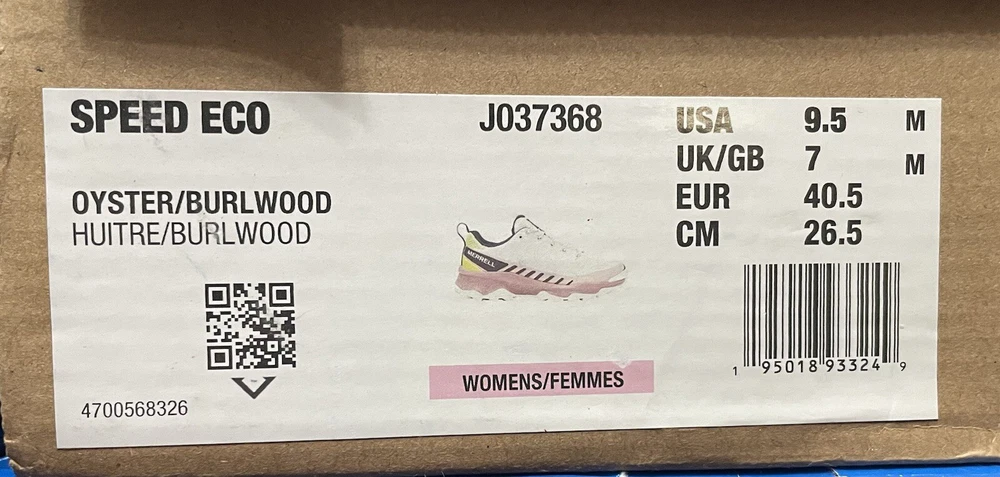 SPEED ECO
J037368
USA 9.5 M
UK/GB 7 M
EUR 40.5
CM 26.5
OYSTER/BURLWOOD
HUITRE/BURLWOOD
MERRELL
WOMENS/FEMMES
1 95018 93324 9
4700568326